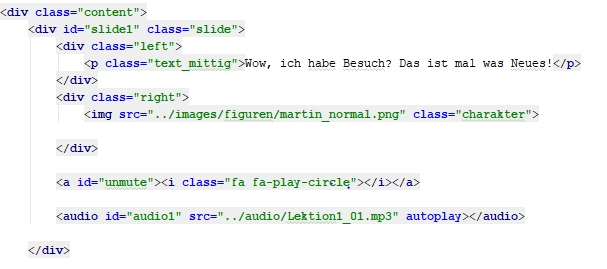 <div class="content">
<div id="slide1" class="slide">
<div class="left">
<p class="text_mittig">Wow, ich habe Besuch? Das ist mal was Neues!</p>
</div>
<div class="right">
<img src="../images/figuren/martin_normal.png" class="charakter">
</div>
<a id="unmute"><i class="fa fa-play-circle"></i></a>
<audio id="audio1" src="../audio/Lektion1_01.mp3" autoplay></audio>
</div>